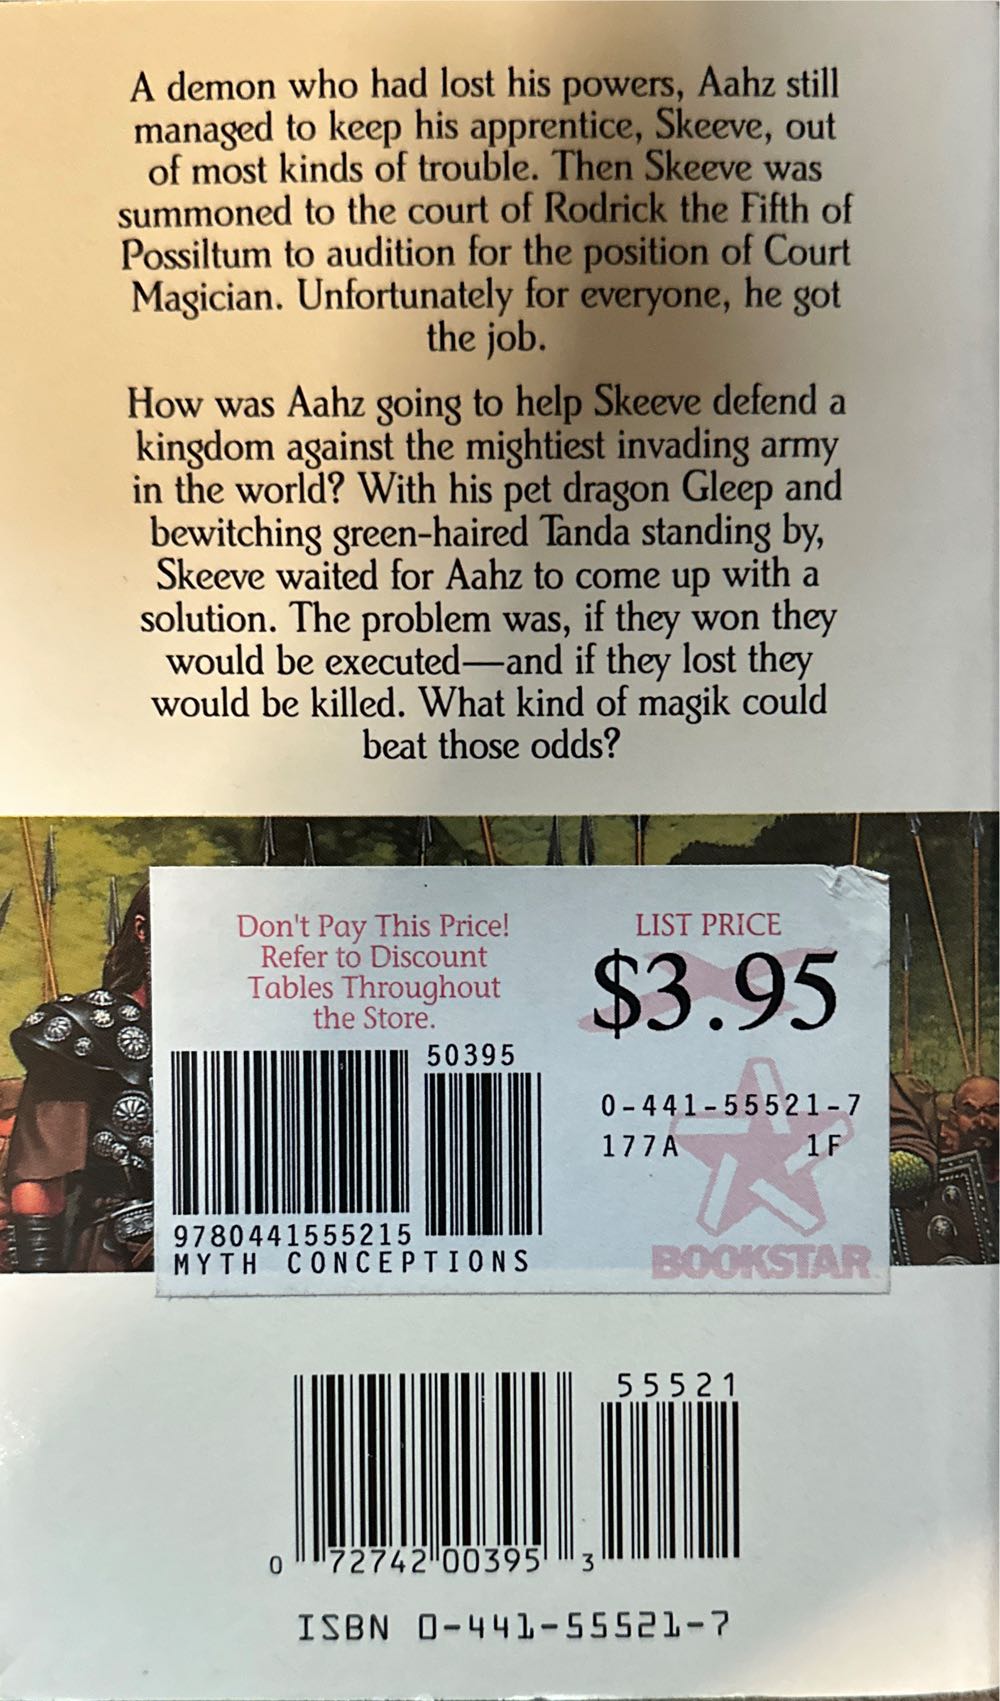 A demon who had lost his powers, Aahz still
managed to keep his apprentice, Skeeve, out
of most kinds of trouble. Then Skeeve was
summoned to the court of Rodrick the Fifth of
Possiltum to audition for the position of Court
Magician. Unfortunately for everyone, he got
the job.
How was Aahz going to help Skeeve defend a
kingdom against the mightiest invading army
in the world? With his pet dragon Gleep and
bewitching green-haired Tanda standing by,
Skeeve waited for Aahz to come up with a
solution. The problem was, if they won they
would be executed—and if they lost they
would be killed. What kind of magik could
beat those odds?
Don't Pay This Price!
Refer to Discount
Tables Throughout
the Store.
LIST PRICE
$3.95
50395
0-441-55521-7
177A 1F
9780441555215
MYTH CONCEPTIONS
BOOKSTAR
55521
0 72742 00395 3
ISBN 0-441-55521-7